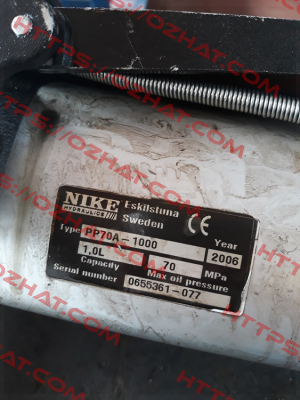 NIKE Eskilstuna
HYDRAULICS Sweden CE
Type PP70A-1000 Year
1,0L 70 MPa 2006
Capacity Max oil pressure
Serial number 0655361-077
HTTPS://OZHAT.COM